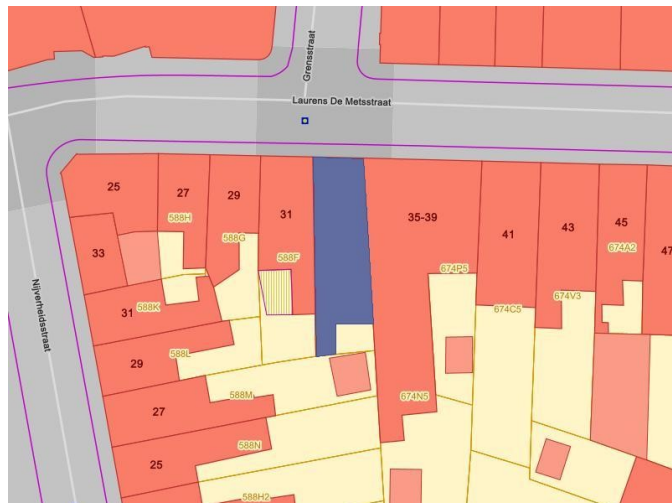 Grensstraat
Laurens De Metsstraat
25
27
29
31
35-39
41
43
45
47
33
588H
588G
588F
674P5
674A2
674C5
674V3
31
588K
Nijverheidsstraat
29
588L
588M
27
674N5
25
588N
588H2